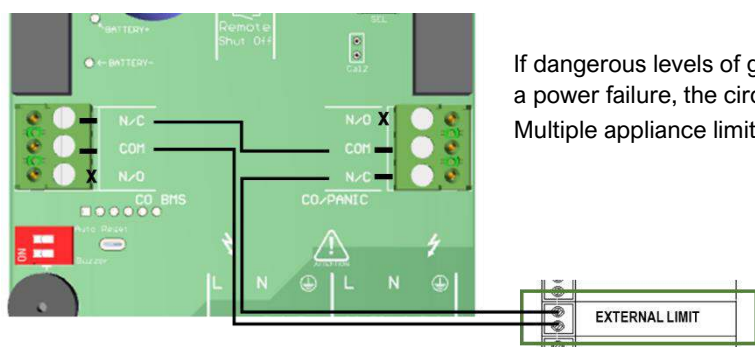 BATTERY+
Remote
Shut Off
SEL
BATTERY-
Cal2
If dangerous levels of g
a power failure, the circ
Multiple appliance limit
N/C
COM
N/O
CO BMS
N/O X
COM
N/C
CO/PANIC
X
Auto Reset
Buzzer
ON
L N L N
EXTERNAL LIMIT